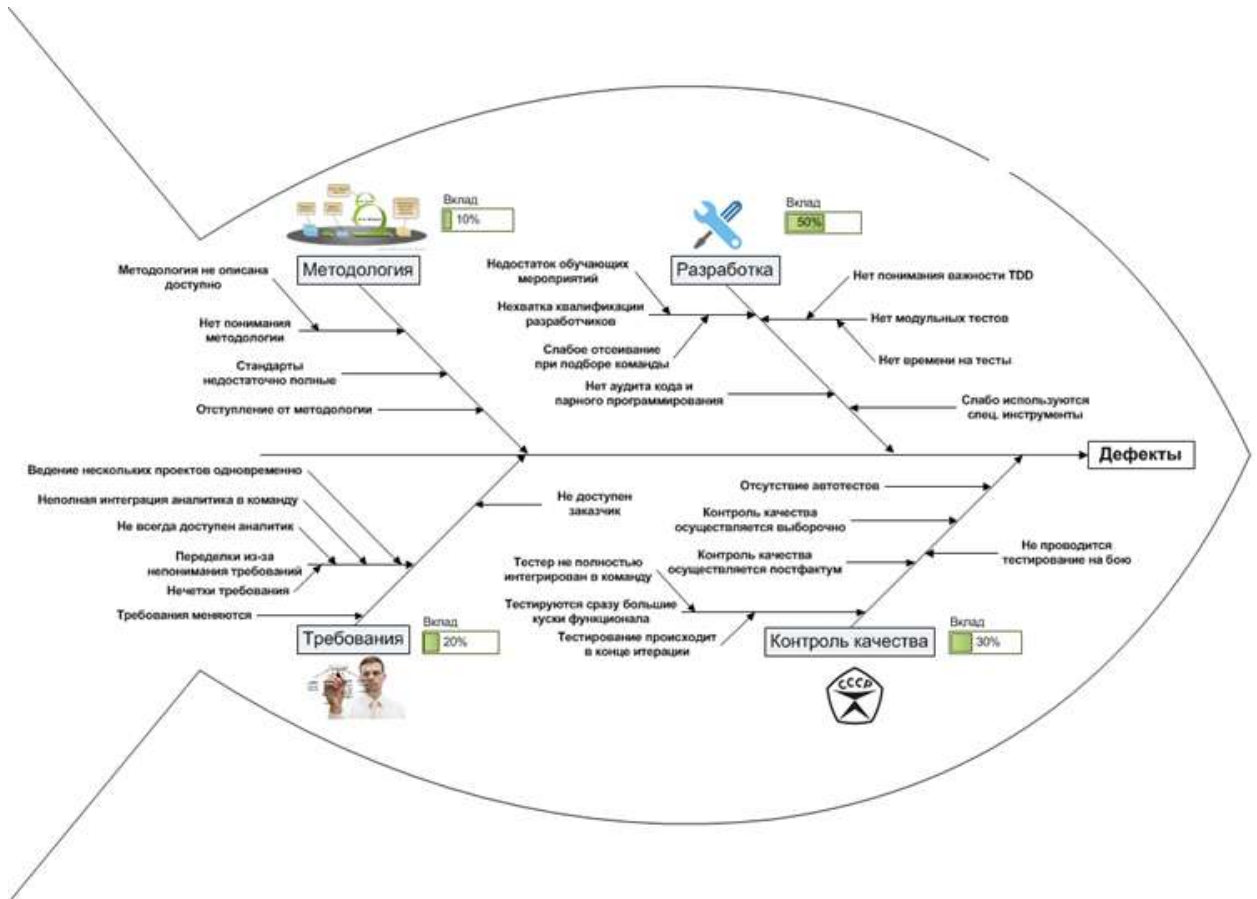 Вклад
10%
Методология
Методология не описана
доступно
Нет понимания
методологии
Стандарты
недостаточно полные
Отступление от методологии
Вклад
50%
Разработка
Недостаток обучающих
мероприятий
Нехватка квалификации
разработчиков
Слабое отсеивание
при подборе команды
Нет аудита кода и
парного программирования
Нет понимания важности TDD
Нет модульных тестов
Нет времени на тесты
Слабо используются
спец. инструменты
Дефекты
Ведение нескольких проектов одновременно
Неполная интеграция аналитика в команду
Не всегда доступен аналитик
Переделки из-за
непонимания требований
Нечетки требования
Требования меняются
Не доступен
заказчик
Требования
Вклад
20%
Отсутствие автотестов
Контроль качества
осуществляется выборочно
Контроль качества
осуществляется постфактум
Не проводится
тестирование на бою
Тестер не полностью
интегрирован в команду
Тестируются сразу большие
куски функционала
Тестирование происходит
в конце итерации
Контроль качества
Вклад
30%
СССР